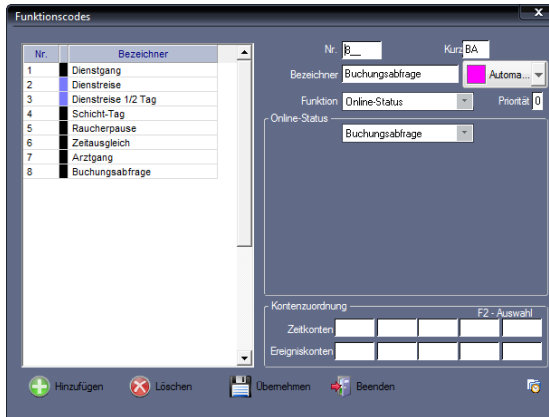 Funktionscodes
x
Nr. Bezeichner
1 Dienstgang
2 Dienstreise
3 Dienstreise 1/2 Tag
4 Schicht-Tag
5 Raucherpause
6 Zeitausgleich
7 Arztgang
8 Buchungsabfrage
Nr. 8__ Kurz BA
Bezeichner Buchungsabfrage Automa...
Funktion Online-Status Priorität 0
Online-Status
Buchungsabfrage
Kontenzuordnung
F2 - Auswahl
Zeitkonten
Ereigniskonten
Hinzufügen Löschen Übernehmen Beenden